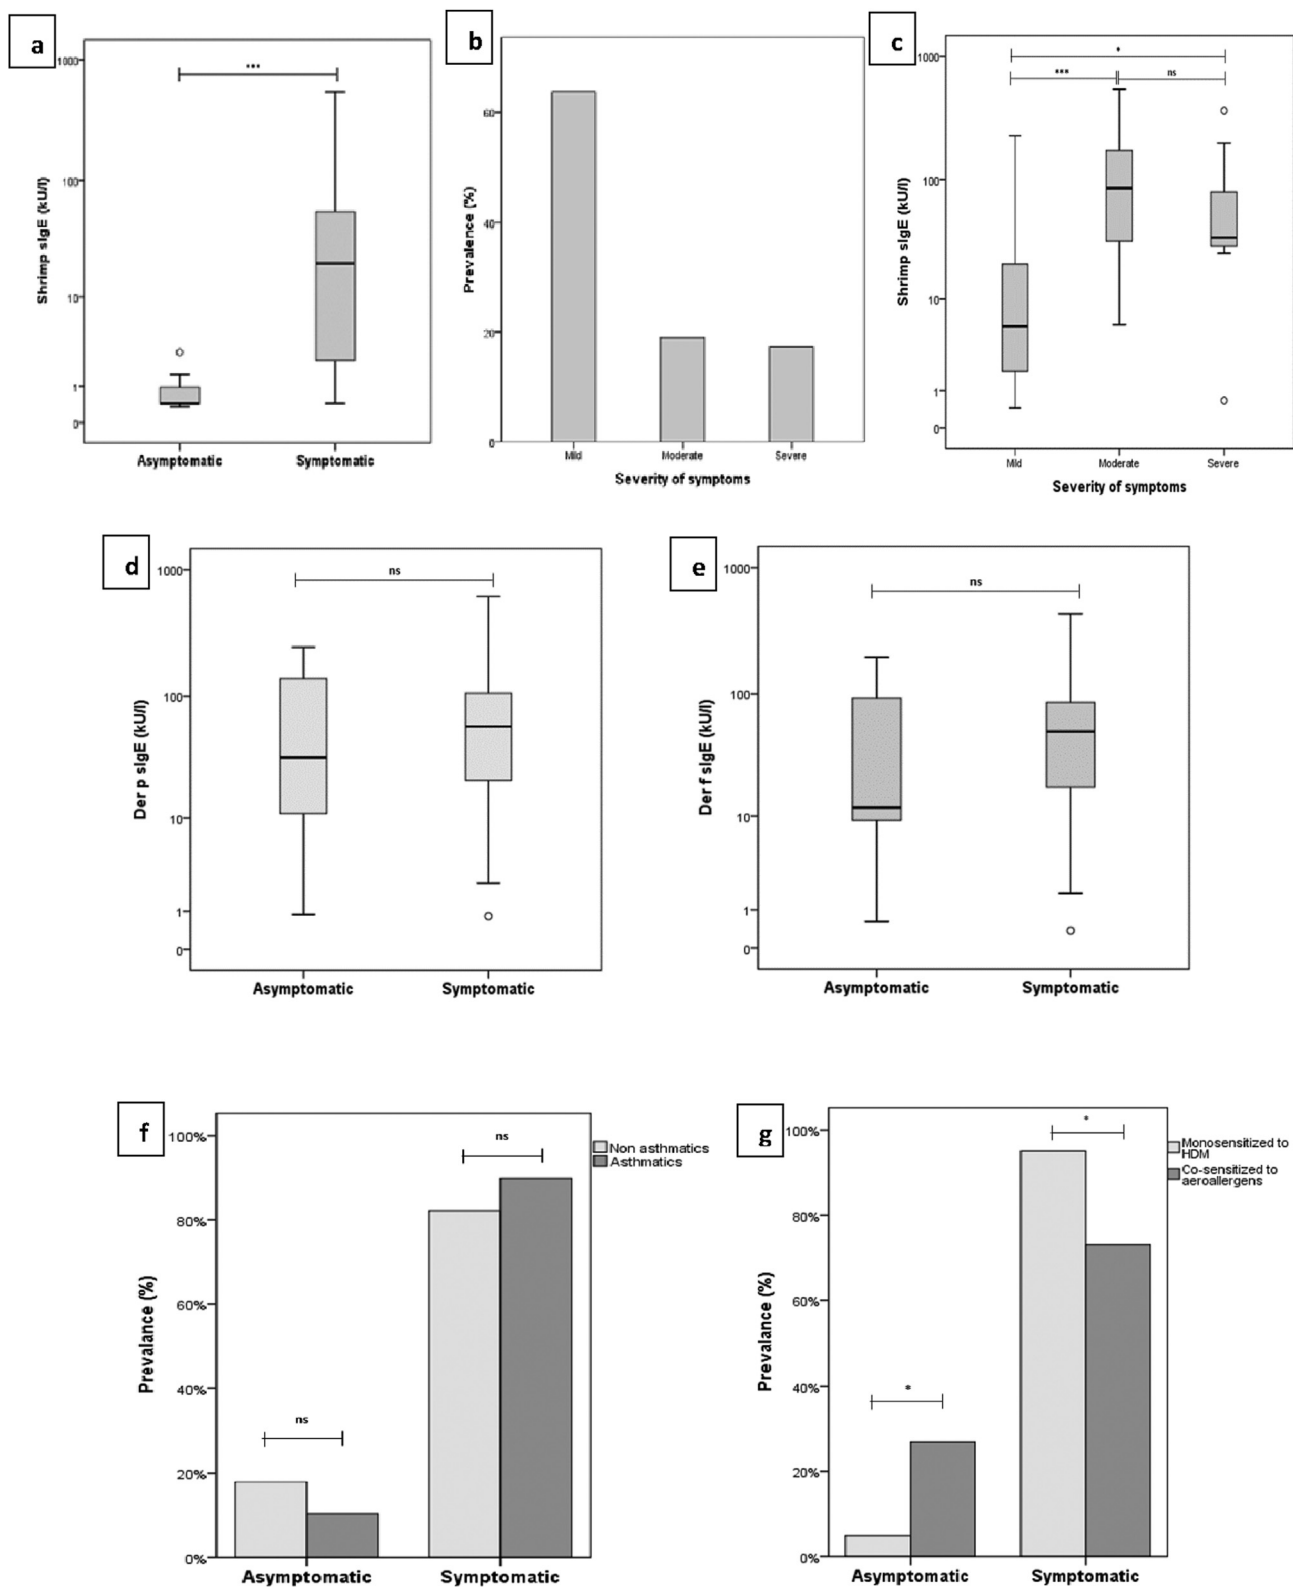 a
1000
100
10
1
0
Shrimp sIgE (kU/l)
***
Asymptomatic
Symptomatic
b
60
40
20
0
Prevalence (%)
Mild
Moderate
Severe
Severity of symptoms
c
1000
100
10
1
0
Shrimp sIgE (kU/l)
*
***
ns
Mild
Moderate
Severe
Severity of symptoms
d
1000
100
10
1
0
Der p sIgE (kU/l)
ns
Asymptomatic
Symptomatic
e
1000
100
10
1
0
Der f sIgE (kU/l)
ns
Asymptomatic
Symptomatic
f
100%
80%
60%
40%
20%
0%
Prevalance (%)
ns
ns
Non asthmatics
Asthmatics
Asymptomatic
Symptomatic
g
100%
80%
60%
40%
20%
0%
Prevalance (%)
*
*
Monosensitized to
HDM
Co-sensitized to
aeroallergens
Asymptomatic
Symptomatic